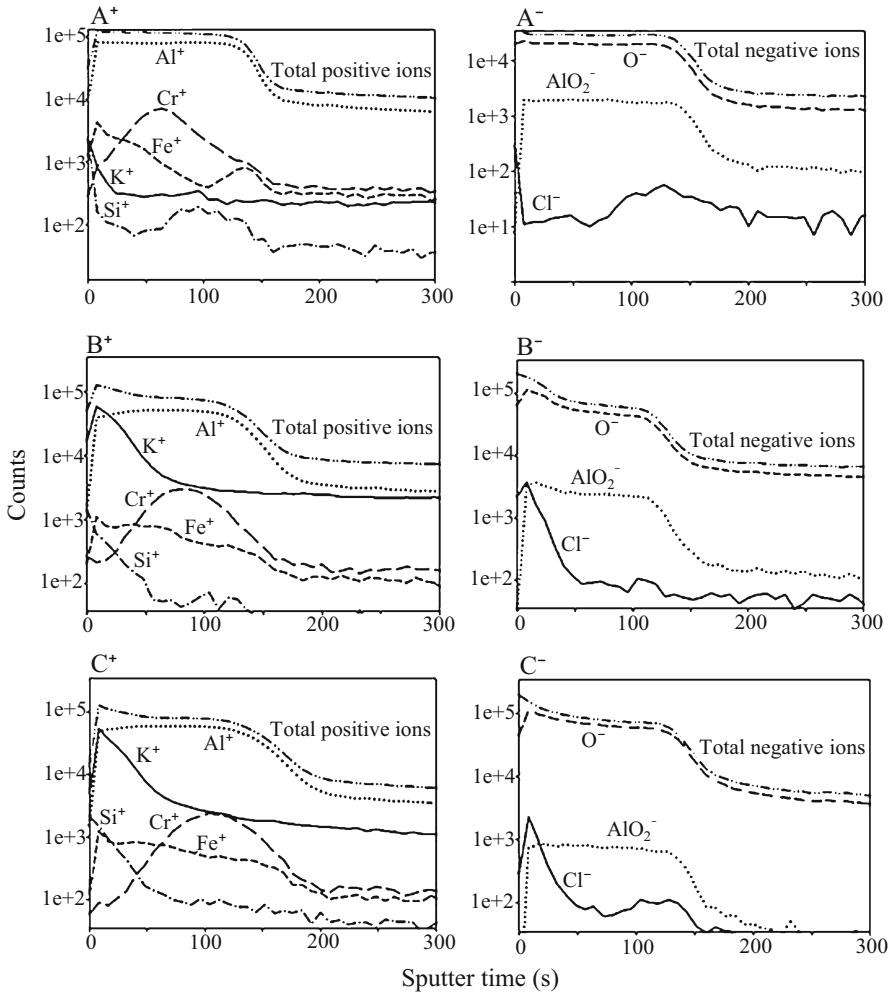 A⁺
1e+5
1e+4
1e+3
1e+2
Al⁺
Total positive ions
Cr⁺
Fe⁺
K⁺
Si⁺
0
100
200
300
A⁻
1e+4
1e+3
1e+2
1e+1
Total negative ions
O⁻
AlO₂⁻
Cl⁻
0
100
200
300
B⁺
1e+5
1e+4
1e+3
1e+2
K⁺
Al⁺
Total positive ions
Cr⁺
Fe⁺
Si⁺
0
100
200
300
B⁻
1e+5
1e+4
1e+3
1e+2
O⁻
Total negative ions
AlO₂⁻
Cl⁻
0
100
200
300
Counts
C⁺
1e+5
1e+4
1e+3
1e+2
K⁺
Al⁺
Total positive ions
Si⁺
Cr⁺
Fe⁺
0
100
200
300
C⁻
1e+5
1e+4
1e+3
1e+2
O⁻
Total negative ions
AlO₂⁻
Cl⁻
0
100
200
300
Sputter time (s)